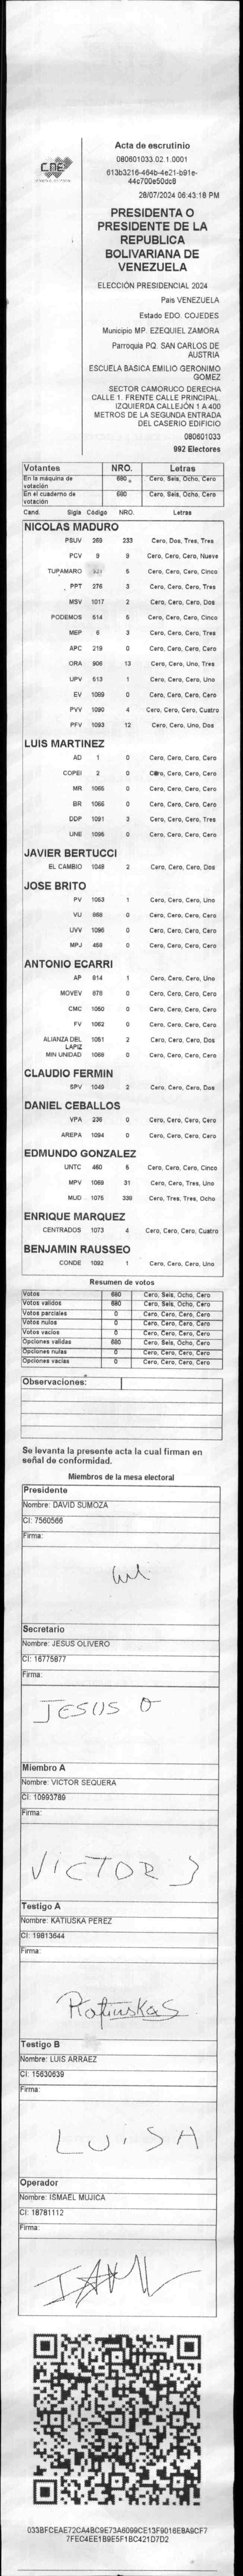 CNE
Acta de escrutinio
080601033.02.1.0001
613b3216-464b-4e21-b91e-
44c700e50dc8
28/07/2024 06:43:18 PM
PRESIDENTA O
PRESIDENTE DE LA
REPUBLICA
BOLIVARIANA DE
VENEZUELA
ELECCIÓN PRESIDENCIAL 2024
Pais VENEZUELA
Estado EDO. COJEDES
Municipio MP. EZEQUIEL ZAMORA
Parroquia PQ. SAN CARLOS DE
AUSTRIA
ESCUELA BASICA EMILIO GERONIMO
GOMEZ
SECTOR CAMORUCO DERECHA
CALLE 1. FRENTE CALLE PRINCIPAL.
IZQUIERDA CALLEJÓN 1 A 400
METROS DE LA SEGUNDA ENTRADA
DEL CASERIO EDIFICIO
080601033
992 Electores
Votantes NRO. Letras
En la máquina de votación 680 Cero, Seis, Ocho, Cero
En el cuaderno de votación 680 Cero, Seis, Ocho, Cero
Cand. Sigla Código NRO. Letras
NICOLAS MADURO
PSUV 269 233 Cero, Dos, Tres, Tres
PCV 9 9 Cero, Cero, Cero, Nueve
TUPAMARO 5 Cero, Cero, Cero, Cinco
PPT 276 3 Cero, Cero, Cero, Tres
MSV 1017 2 Cero, Cero, Cero, Dos
PODEMOS 514 5 Cero, Cero, Cero, Cinco
MEP 6 3 Cero, Cero, Cero, Tres
APC 219 0 Cero, Cero, Cero, Cero
ORA 906 13 Cero, Cero, Uno, Tres
UPV 513 1 Cero, Cero, Cero, Uno
EV 1089 0 Cero, Cero, Cero, Cero
PVV 1090 4 Cero, Cero, Cero, Cuatro
PFV 1093 12 Cero, Cero, Uno, Dos
LUIS MARTINEZ
AD 1 0 Cero, Cero, Cero, Cero
COPEI 2 0 Cero, Cero, Cero, Cero
MR 1065 0 Cero, Cero, Cero, Cero
BR 1066 0 Cero, Cero, Cero, Cero
DDP 1091 3 Cero, Cero, Cero, Tres
UNE 1095 0 Cero, Cero, Cero, Cero
JAVIER BERTUCCI
EL CAMBIO 1048 2 Cero, Cero, Cero, Dos
JOSE BRITO
PV 1053 1 Cero, Cero, Cero, Uno
VU 989 0 Cero, Cero, Cero, Cero
UVV 1096 0 Cero, Cero, Cero, Cero
MPJ 468 0 Cero, Cero, Cero, Cero
ANTONIO ECARRI
AP 814 1 Cero, Cero, Cero, Uno
MOVEV 878 0 Cero, Cero, Cero, Cero
CMC 1050 0 Cero, Cero, Cero, Cero
FV 1062 0 Cero, Cero, Cero, Cero
ALIANZA DEL LAPIZ 1051 2 Cero, Cero, Cero, Dos
MIN UNIDAD 1068 0 Cero, Cero, Cero, Cero
CLAUDIO FERMIN
SPV 1049 2 Cero, Cero, Cero, Dos
DANIEL CEBALLOS
VPA 236 0 Cero, Cero, Cero, Cero
AREPA 1084 0 Cero, Cero, Cero, Cero
EDMUNDO GONZALEZ
UNTC 460 5 Cero, Cero, Cero, Cinco
MPV 1069 31 Cero, Cero, Tres, Uno
MUD 1075 338 Cero, Tres, Tres, Ocho
ENRIQUE MARQUEZ
CENTRADOS 1073 4 Cero, Cero, Cero, Cuatro
BENJAMIN RAUSSEO
CONDE 1082 1 Cero, Cero, Cero, Uno
Resumen de votos
Votos 680 Cero, Seis, Ocho, Cero
Votos validos 680 Cero, Seis, Ocho, Cero
Votos parciales 0 Cero, Cero, Cero, Cero
Votos nulos 0 Cero, Cero, Cero, Cero
Votos vacios 0 Cero, Cero, Cero, Cero
Opciones validas 680 Cero, Seis, Ocho, Cero
Opciones nulas 0 Cero, Cero, Cero, Cero
Opciones vacias 0 Cero, Cero, Cero, Cero
Observaciones:
Se levanta la presente acta la cual firman en
señal de conformidad.
Miembros de la mesa electoral
Presidente
Nombre: DAVID SUMOZA
CI: 7560566
Firma:
Secretario
Nombre: JESUS OLIVERO
CI: 16775877
Firma:
JESUS O
Miembro A
Nombre: VICTOR SEQUERA
CI: 10993789
Firma:
VICTOR S
Testigo A
Nombre: KATIUSKA PEREZ
CI: 19813644
Firma:
Katiuska S
Testigo B
Nombre: LUIS ARRAEZ
CI: 15630639
Firma:
LUiS A
Operador
Nombre: ISMAEL MUJICA
CI: 18781112
Firma:
033BFCEAE72CA4BC9E73A6099CE13F9016E8A9CF7
7FEC4EE1B9E5F1BC421D7D2